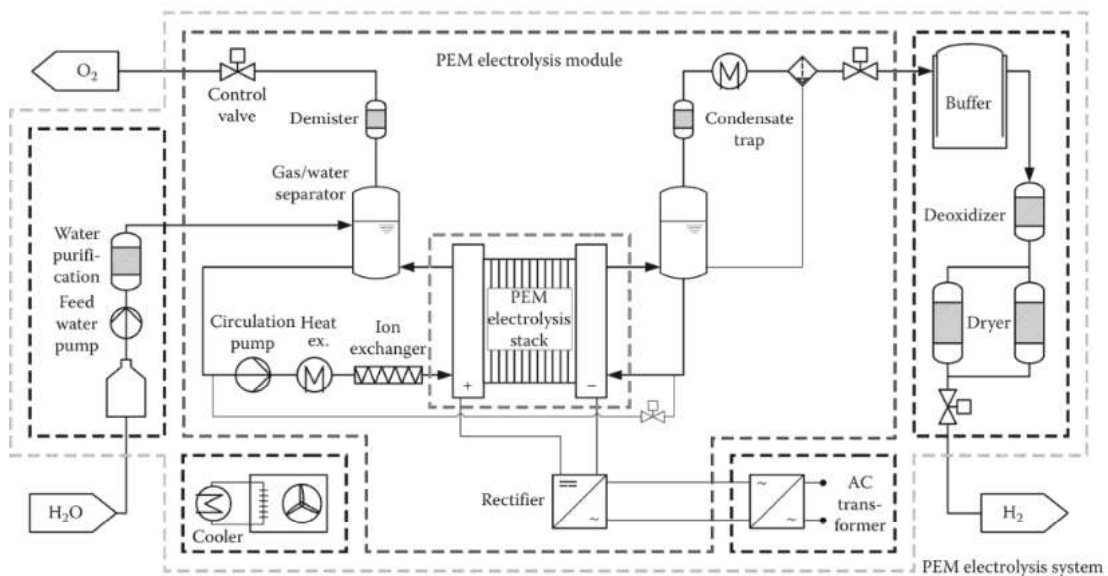 PEM electrolysis module
O2
Control
valve
Demister
Condensate
trap
Buffer
Gas/water
separator
Deoxidizer
Water
purifi-
cation
PEM
electrolysis
stack
Feed
water
pump
Circulation
pump
Heat
ex.
Ion
exchanger
Dryer
+
−
H2O
Cooler
Rectifier
=
~
~
~
AC
trans-
former
H2
PEM electrolysis system